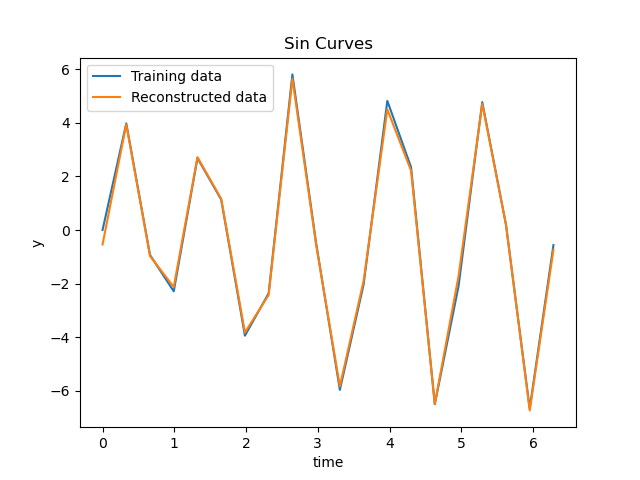 Sin Curves
Training data
Reconstructed data
6
4
2
0
−2
−4
−6
y
0 1 2 3 4 5 6
time